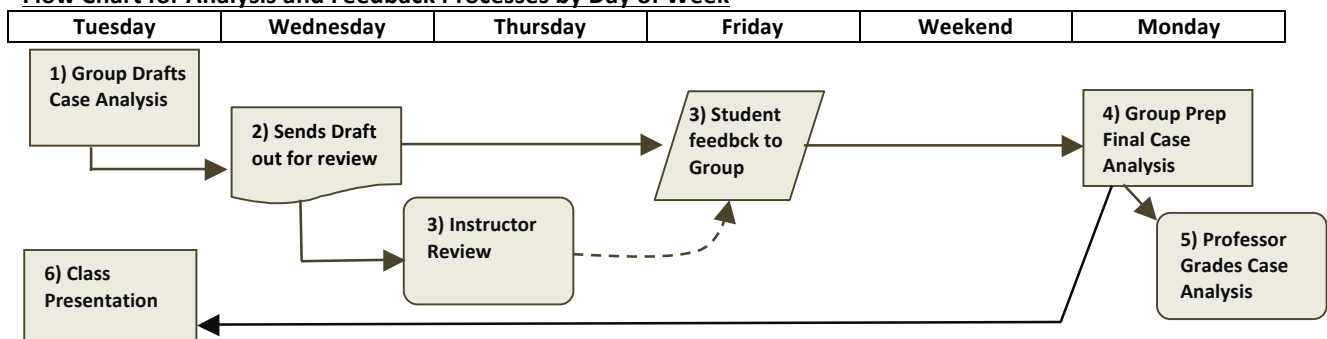 Flow Chart for Analysis and Feedback Processes by Day of Week
Tuesday Wednesday Thursday Friday Weekend Monday
1) Group Drafts
Case Analysis
2) Sends Draft
out for review
3) Student
feedbck to
Group
4) Group Prep
Final Case
Analysis
3) Instructor
Review
5) Professor
Grades Case
Analysis
6) Class
Presentation